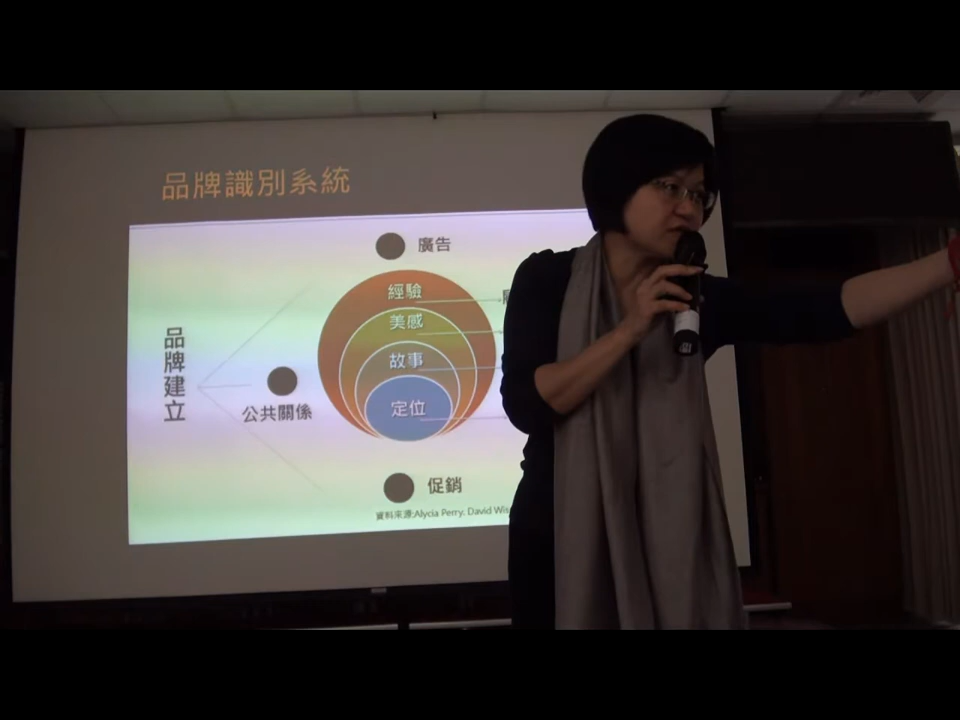 品牌識別系統
廣告
經驗
美感
品牌建立
故事
公共關係
定位
促銷
資料來源:Alycia Perry. David